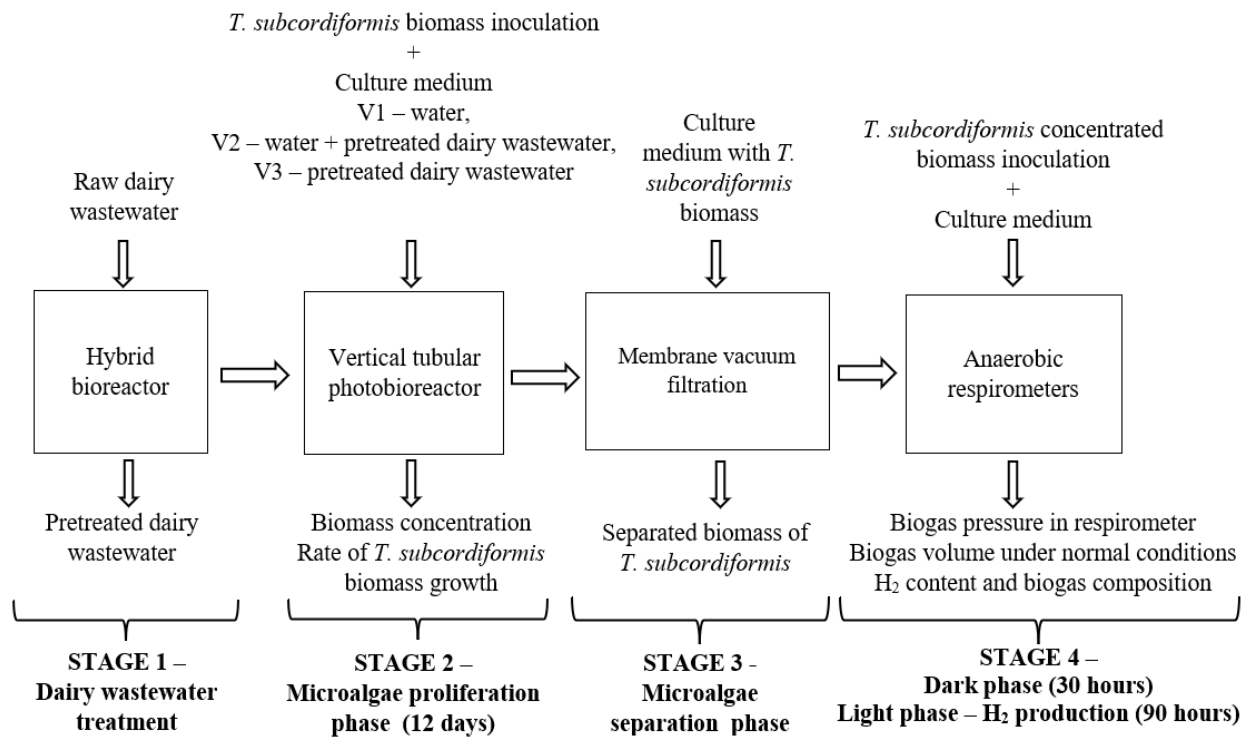 T. subcordiformis biomass inoculation
+
Culture medium
V1 – water,
V2 – water + pretreated dairy wastewater,
V3 – pretreated dairy wastewater
Raw dairy
wastewater
Culture
medium with T.
subcordiformis
biomass
T. subcordiformis concentrated
biomass inoculation
+
Culture medium
Hybrid
bioreactor
Vertical tubular
photobioreactor
Membrane vacuum
filtration
Anaerobic
respirometers
Pretreated dairy
wastewater
Biomass concentration
Rate of T. subcordiformis
biomass growth
Separated biomass of
T. subcordiformis
Biogas pressure in respirometer
Biogas volume under normal conditions
H₂ content and biogas composition
STAGE 1 –
Dairy wastewater
treatment
STAGE 2 –
Microalgae proliferation
phase (12 days)
STAGE 3 -
Microalgae
separation phase
STAGE 4 –
Dark phase (30 hours)
Light phase – H₂ production (90 hours)